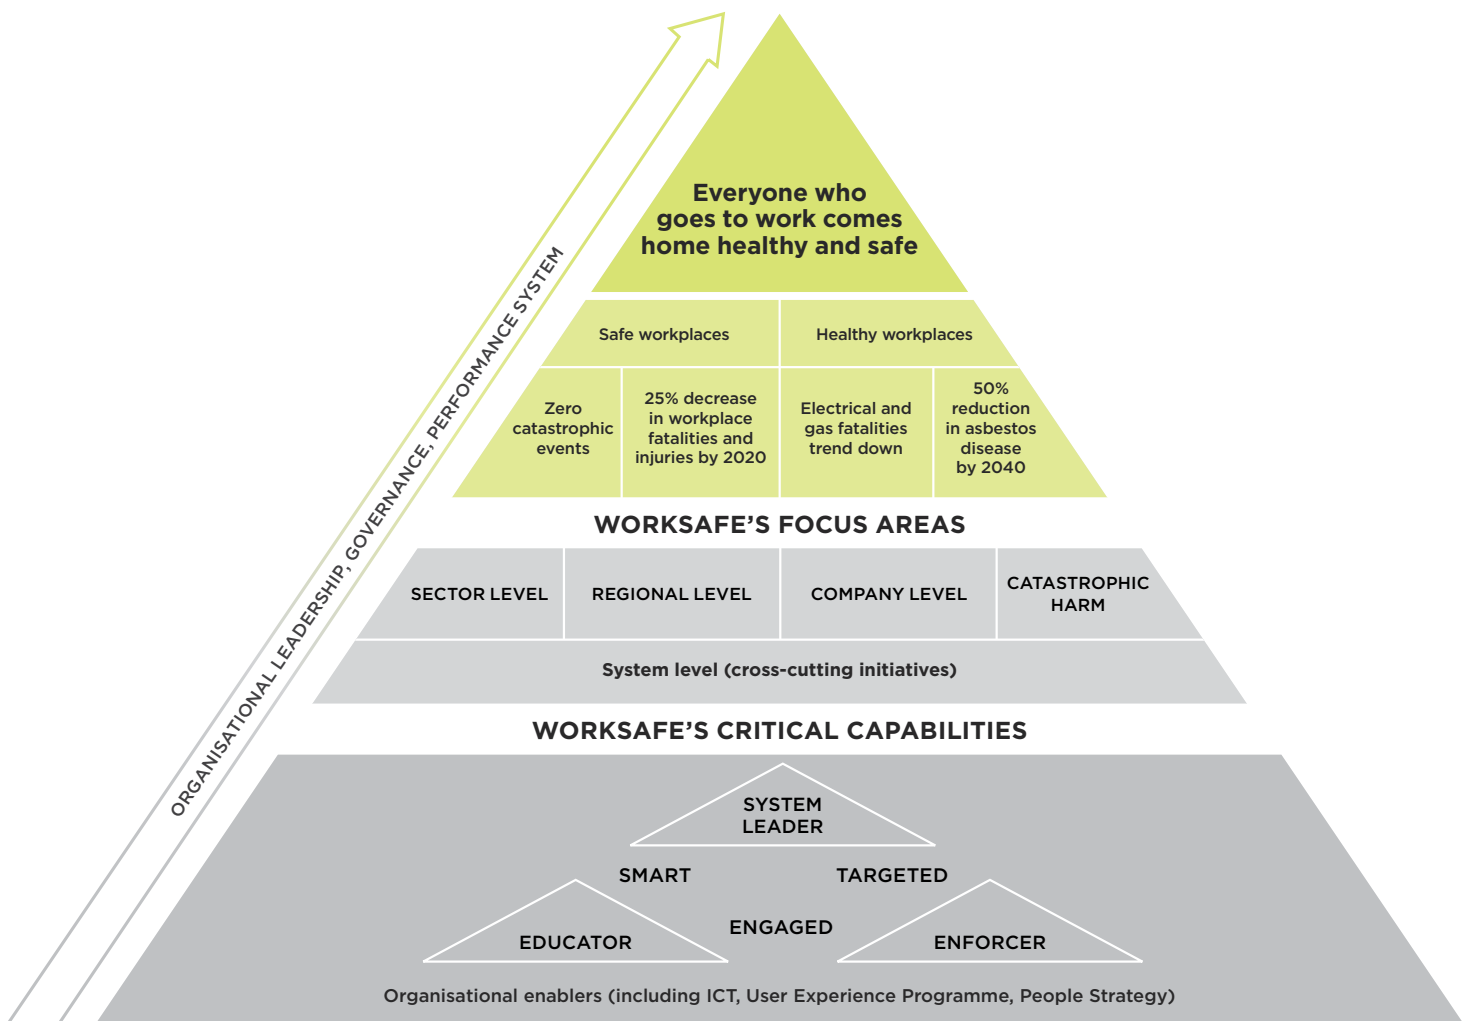 Everyone who
goes to work comes
home healthy and safe
Safe workplaces
Healthy workplaces
Zero
catastrophic
events
25% decrease
in workplace
fatalities and
injuries by 2020
Electrical and
gas fatalities
trend down
50%
reduction
in asbestos
disease
by 2040
ORGANISATIONAL LEADERSHIP, GOVERNANCE, PERFORMANCE SYSTEM
WORKSAFE’S FOCUS AREAS
SECTOR LEVEL
REGIONAL LEVEL
COMPANY LEVEL
CATASTROPHIC
HARM
System level (cross-cutting initiatives)
WORKSAFE’S CRITICAL CAPABILITIES
SYSTEM
LEADER
SMART
TARGETED
ENGAGED
EDUCATOR
ENFORCER
Organisational enablers (including ICT, User Experience Programme, People Strategy)